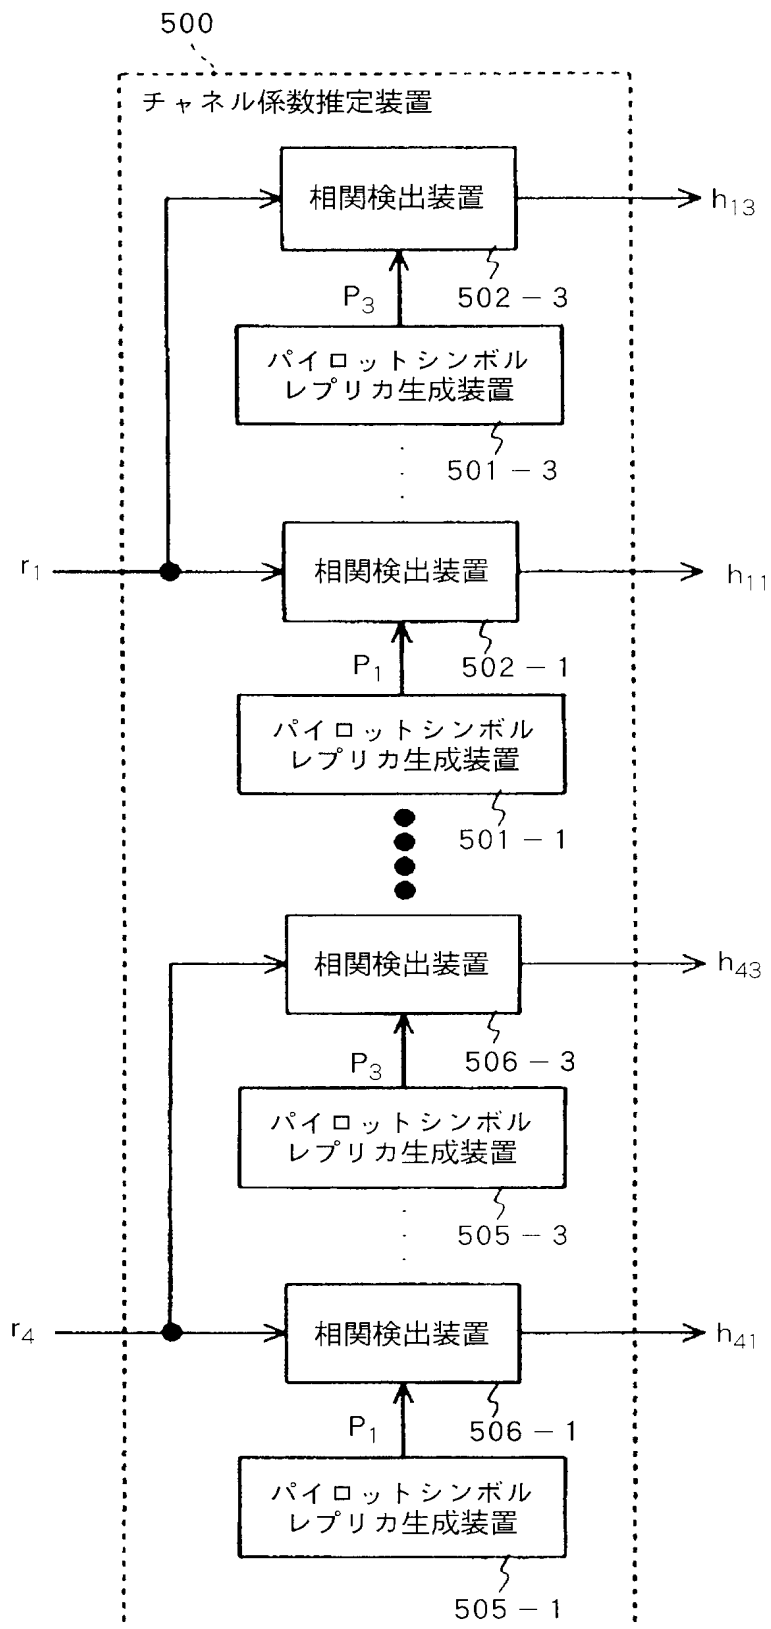 500
チャネル係数推定装置
相関検出装置
h13
502-3
P3
パイロットシンボル
レプリカ生成装置
501-3
r1
相関検出装置
h11
502-1
P1
パイロットシンボル
レプリカ生成装置
501-1
相関検出装置
h43
506-3
P3
パイロットシンボル
レプリカ生成装置
505-3
r4
相関検出装置
h41
506-1
P1
パイロットシンボル
レプリカ生成装置
505-1